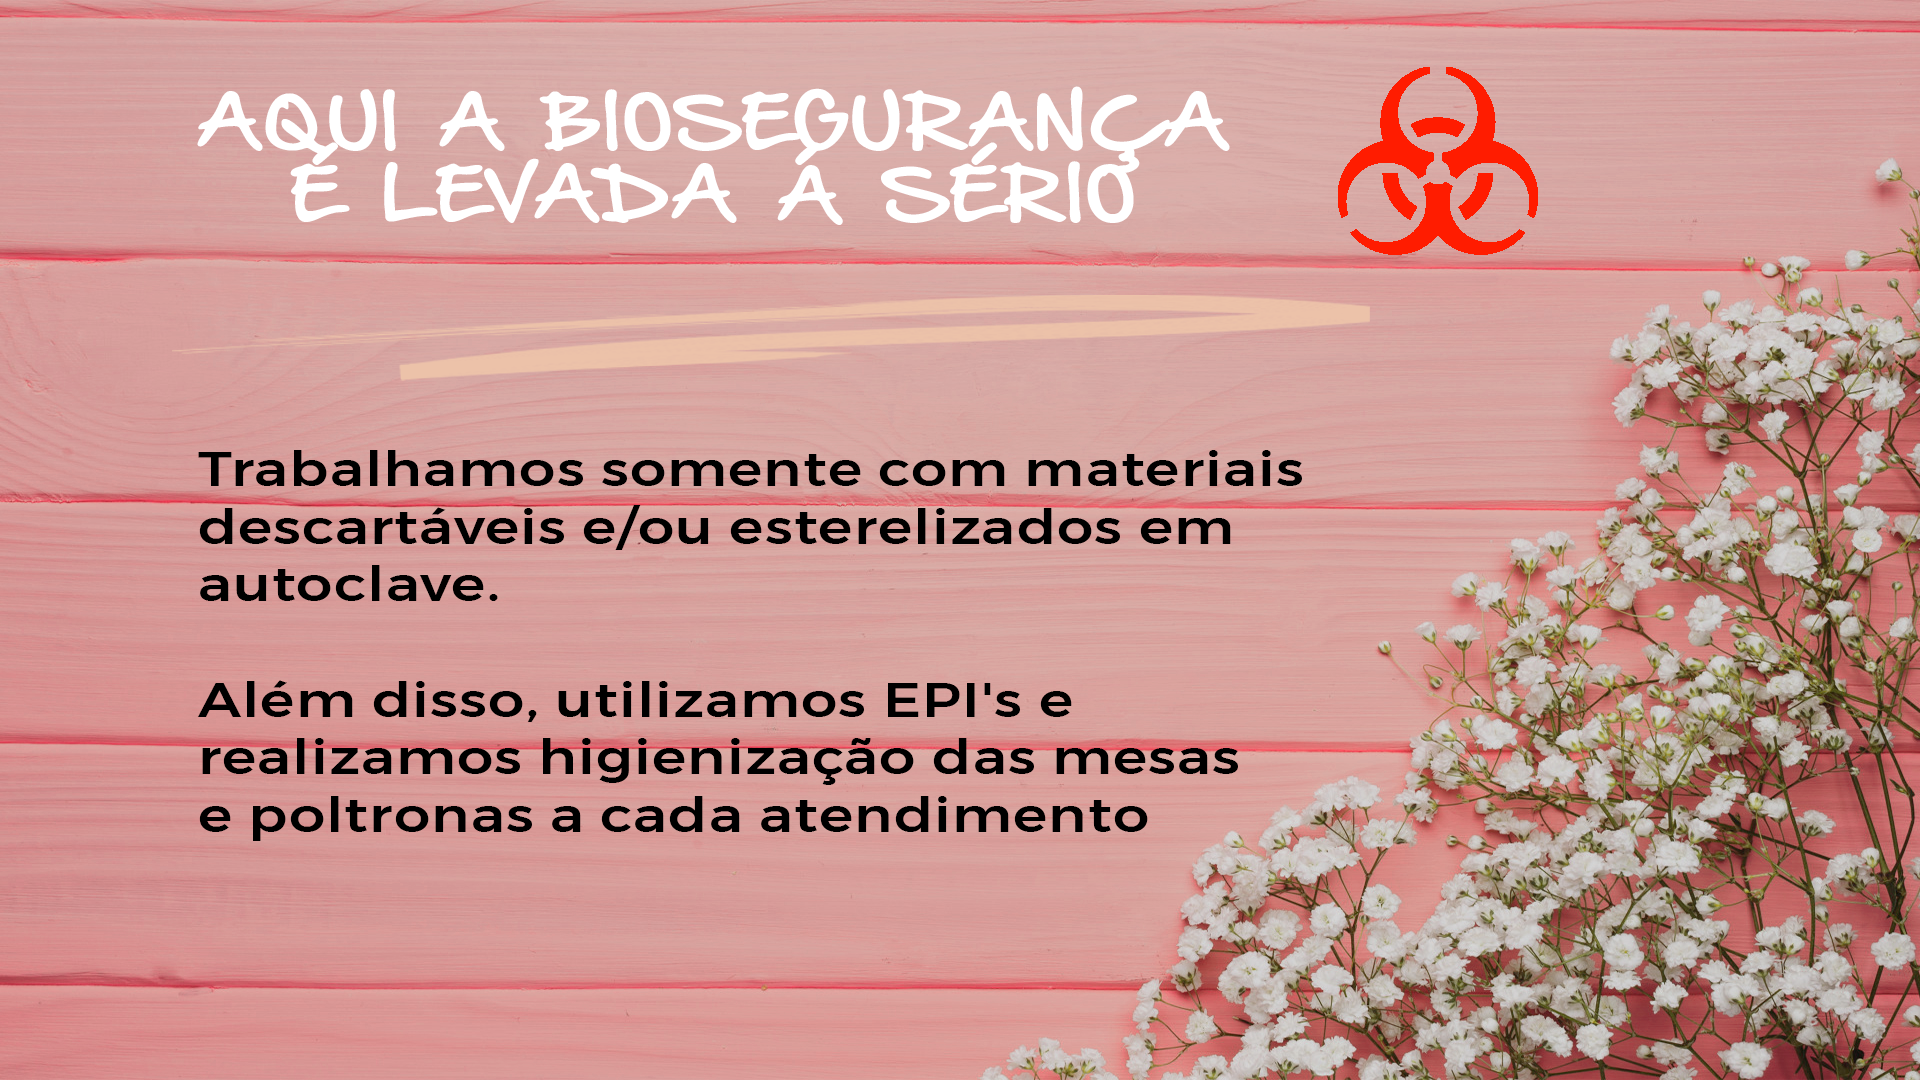 AQUI A BIOSEGURANÇA
É LEVADA Á SÉRIO
Trabalhamos somente com materiais
descartáveis e/ou esterelizados em
autoclave.
Além disso, utilizamos EPI's e
realizamos higienização das mesas
e poltronas a cada atendimento